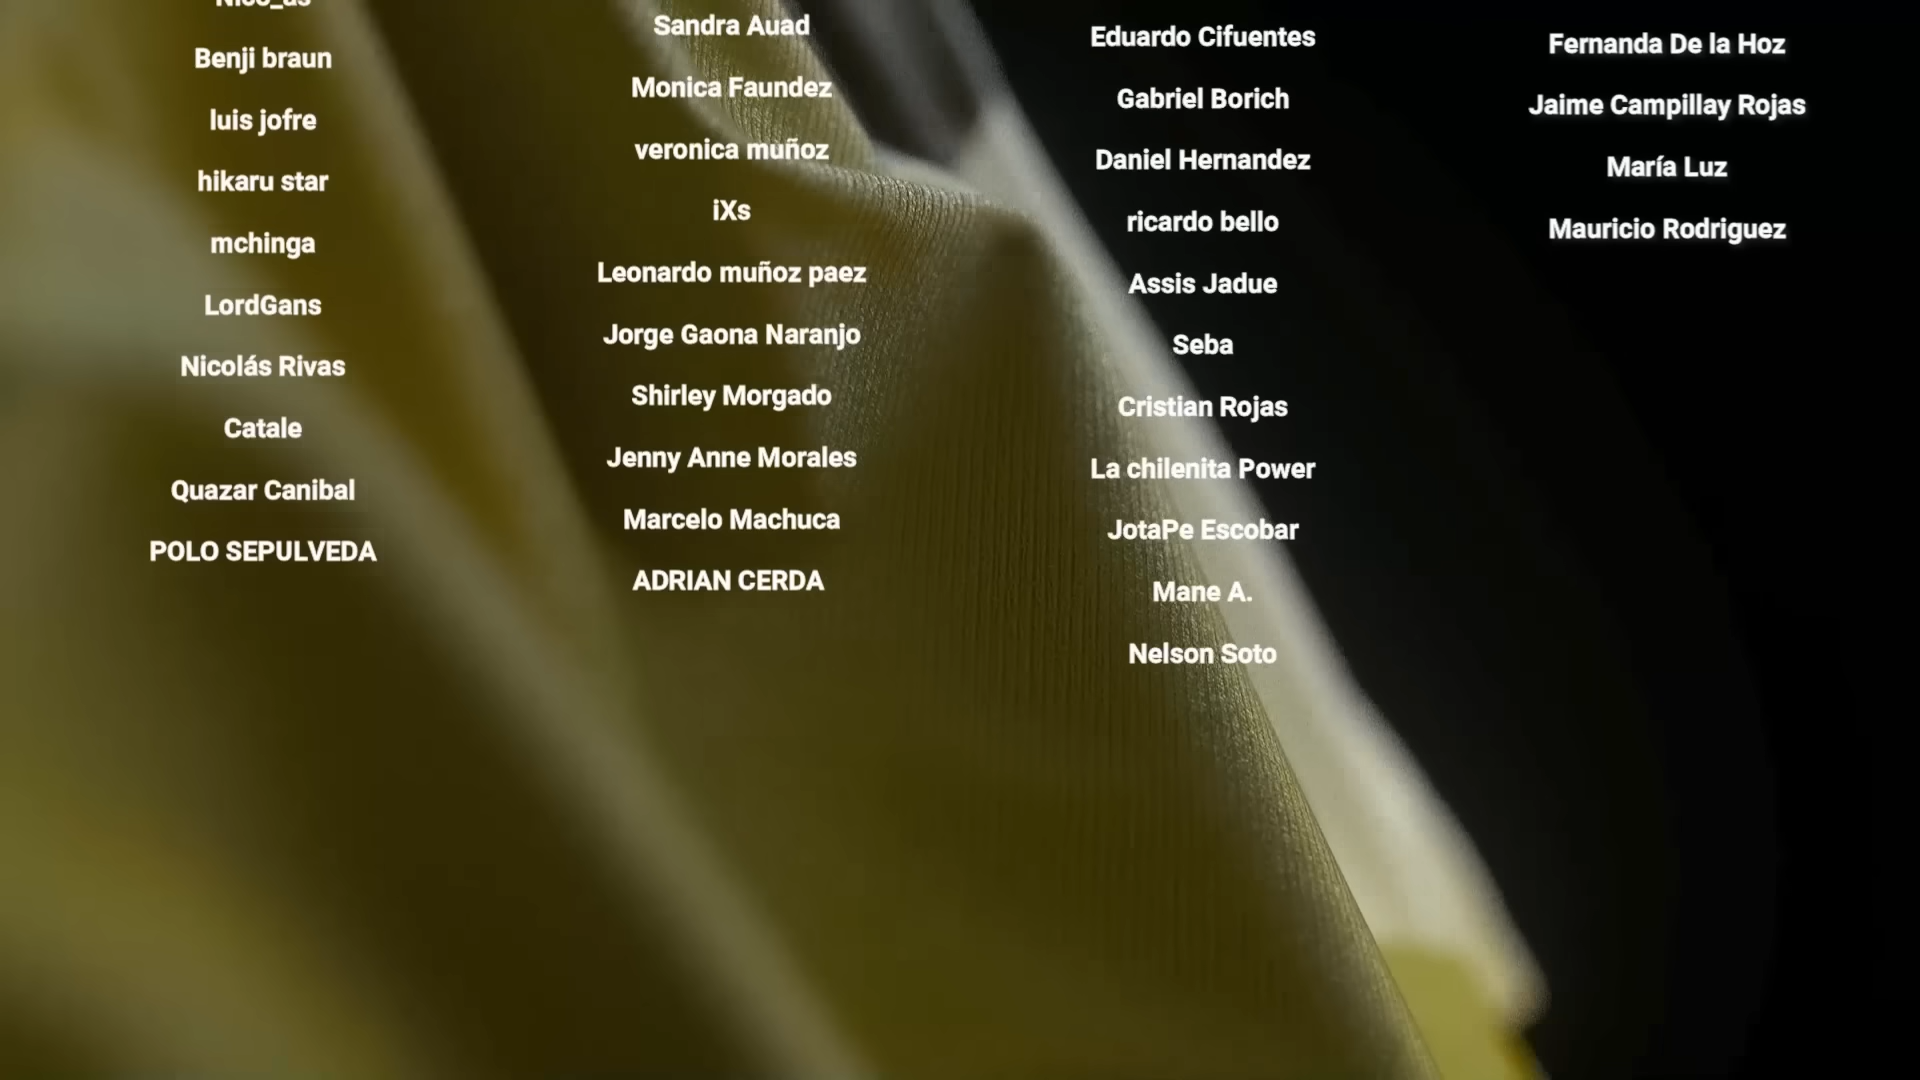 Nico_as
Benji braun
luis jofre
hikaru star
mchinga
LordGans
Nicolás Rivas
Catale
Quazar Canibal
POLO SEPULVEDA
Sandra Auad
Monica Faundez
veronica muñoz
iXs
Leonardo muñoz paez
Jorge Gaona Naranjo
Shirley Morgado
Jenny Anne Morales
Marcelo Machuca
ADRIAN CERDA
Eduardo Cifuentes
Gabriel Borich
Daniel Hernandez
ricardo bello
Assis Jadue
Seba
Cristian Rojas
La chilenita Power
JotaPe Escobar
Mane A.
Nelson Soto
Fernanda De la Hoz
Jaime Campillay Rojas
María Luz
Mauricio Rodriguez